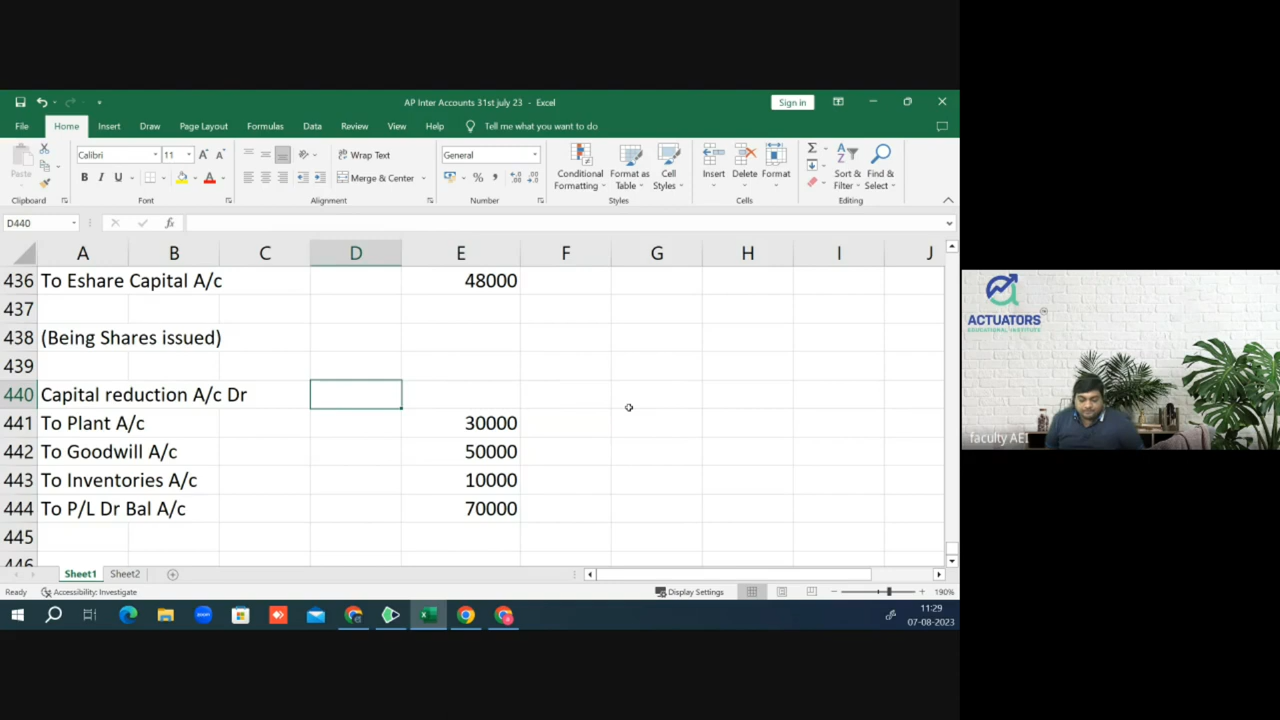 AP Inter Accounts 31st july 23 - Excel
Sign in
File Home Insert Draw Page Layout Formulas Data Review View Help Tell me what you want to do
Paste
Calibri 11
B I U
Wrap Text
Merge & Center
General
Conditional Formatting
Format as Table
Cell Styles
Insert
Delete
Format
Sort & Filter
Find & Select
Clipboard Font Alignment Number Styles Cells Editing
D440
fx
A B C D E F G H I J
436 To Eshare Capital A/c 48000
437
438 (Being Shares issued)
439
440 Capital reduction A/c Dr
441 To Plant A/c 30000
442 To Goodwill A/c 50000
443 To Inventories A/c 10000
444 To P/L Dr Bal A/c 70000
445
446
Sheet1 Sheet2
Ready Accessibility: Investigate Display Settings 190%
11:29
07-08-2023
ACTUATORS
EDUCATIONAL INSTITUTE
faculty AEI